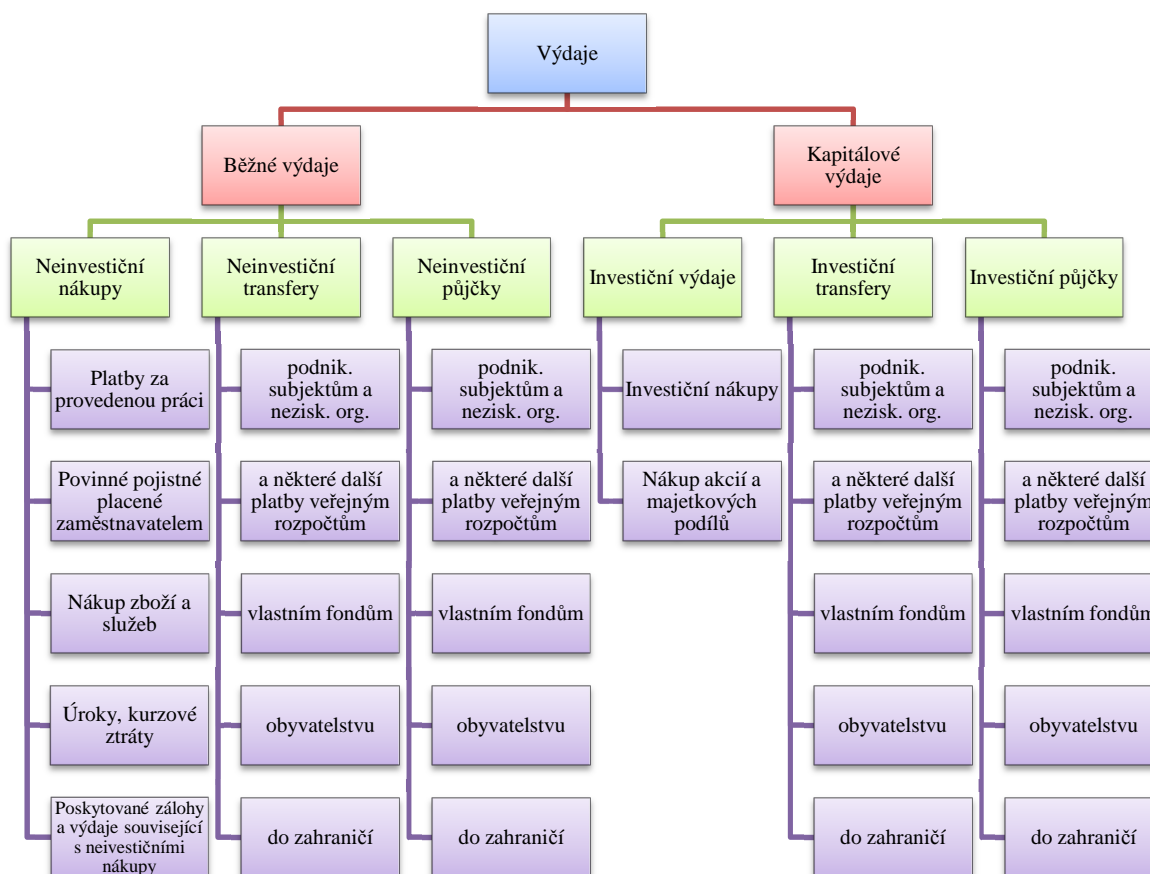 Výdaje
Běžné výdaje
Kapitálové
výdaje
Neinvestiční
nákupy
Neinvestiční
transfery
Neinvestiční
půjčky
Investiční výdaje
Investiční
transfery
Investiční půjčky
Platby za
provedenou práci
podnik.
subjektům a
nezisk. org.
podnik.
subjektům a
nezisk. org.
Investiční nákupy
podnik.
subjektům a
nezisk. org.
podnik.
subjektům a
nezisk. org.
Povinné pojistné
placené
zaměstnavatelem
a některé další
platby veřejným
rozpočtům
a některé další
platby veřejným
rozpočtům
Nákup akcií a
majetkových
podílů
a některé další
platby veřejným
rozpočtům
a některé další
platby veřejným
rozpočtům
Nákup zboží a
služeb
vlastním fondům
vlastním fondům
vlastním fondům
vlastním fondům
Úroky, kurzové
ztráty
obyvatelstvu
obyvatelstvu
obyvatelstvu
obyvatelstvu
Poskytované zálohy
a výdaje související
s neivestičními
nákupy
do zahraničí
do zahraničí
do zahraničí
do zahraničí